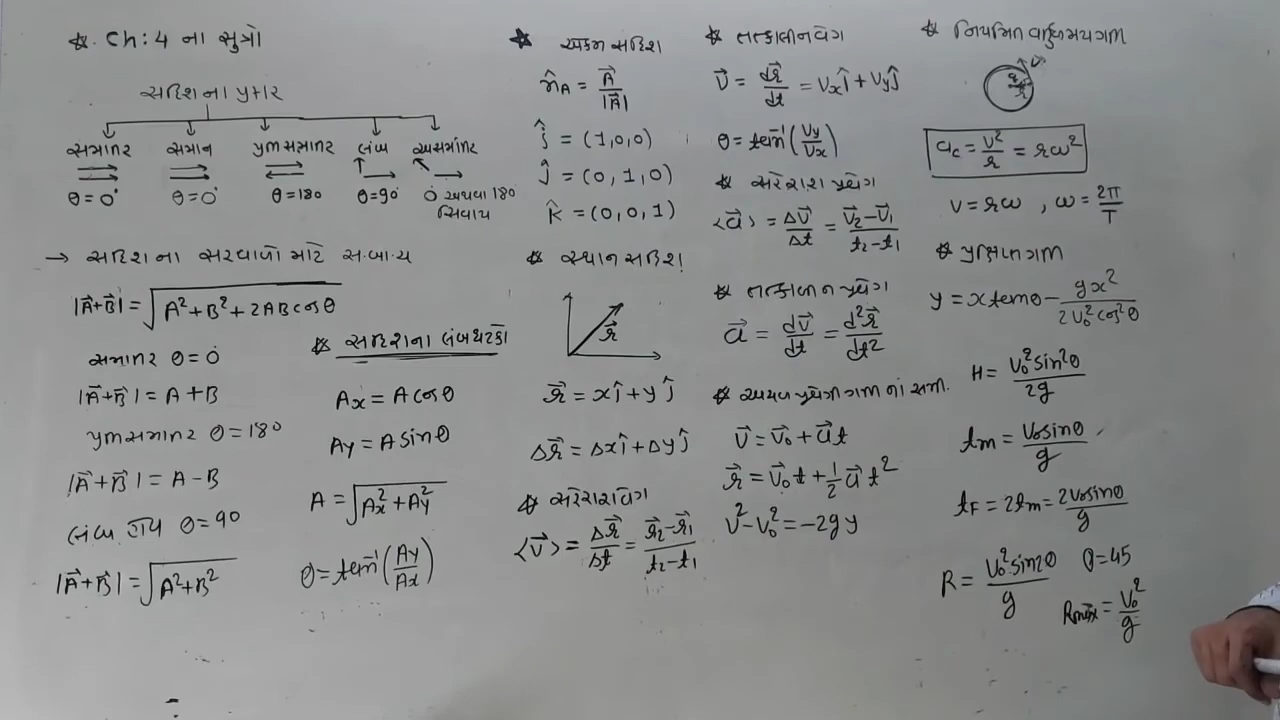 ☆. Ch: 4 ના સુત્રો
સદિશના પ્રકાર
સમાંતર સમાન પ્રતિસમાંતર લંબ અસમાંતર
θ = 0° θ = 0° θ = 180 θ = 90° 0° અથવા 180
સિવાય
→ સદિશના સરવાળા માટે
|A⃗+B⃗| = √(A² + B² + 2AB cosθ)
સમાંતર θ = 0°
|A⃗+B⃗| = A + B
પ્રતિસમાંતર θ = 180
|A⃗+B⃗| = A - B
લંબ હોય θ = 90
|A⃗+B⃗| = √(A² + B²)
☆ સદિશના લંબઘટકો
Ax = A cosθ
Ay = A sinθ
A = √(Ax² + Ay²)
θ = tan⁻¹(Ay/Ax)
★ એકમ સદિશ
n̂A = A⃗/|A⃗|
î = (1,0,0)
ĵ = (0,1,0)
k̂ = (0,0,1)
☆ સ્થાન સદિશ
r⃗
r⃗ = xî + yĵ
Δr⃗ = Δxî + Δyĵ
☆ સરેરાશ વેગ
<v⃗> = Δr⃗/Δt = (r⃗2 - r⃗1)/(t2 - t1)
☆ તત્કાલીન વેગ
v⃗ = dr⃗/dt = Vxî + Vyĵ
θ = tan⁻¹(Vy/Vx)
☆ સરેરાશ પ્રવેગ
<a⃗> = Δv⃗/Δt = (v⃗2 - v⃗1)/(t2 - t1)
☆ તત્કાલીન પ્રવેગ
a⃗ = dv⃗/dt = d²r⃗/dt²
☆ અચળ પ્રવેગી ગતિનાં સમી.
v⃗ = v⃗0 + a⃗t
r⃗ = v⃗0t + ½ a⃗t²
v² - v0² = -2gy
☆ નિયમિત વર્તુળમય ગતિ
v⃗
r
ac = v²/r = rω²
v = rω , ω = 2π/T
☆ પ્રક્ષિપ્ત ગતિ
y = x tanθ - gx²/(2v0² cos²θ)
H = v0² sin²θ/2g
tm = v0 sinθ/g
tF = 2tm = 2v0 sinθ/g
R = v0² sin2θ/g θ = 45
Rmax = v0²/g